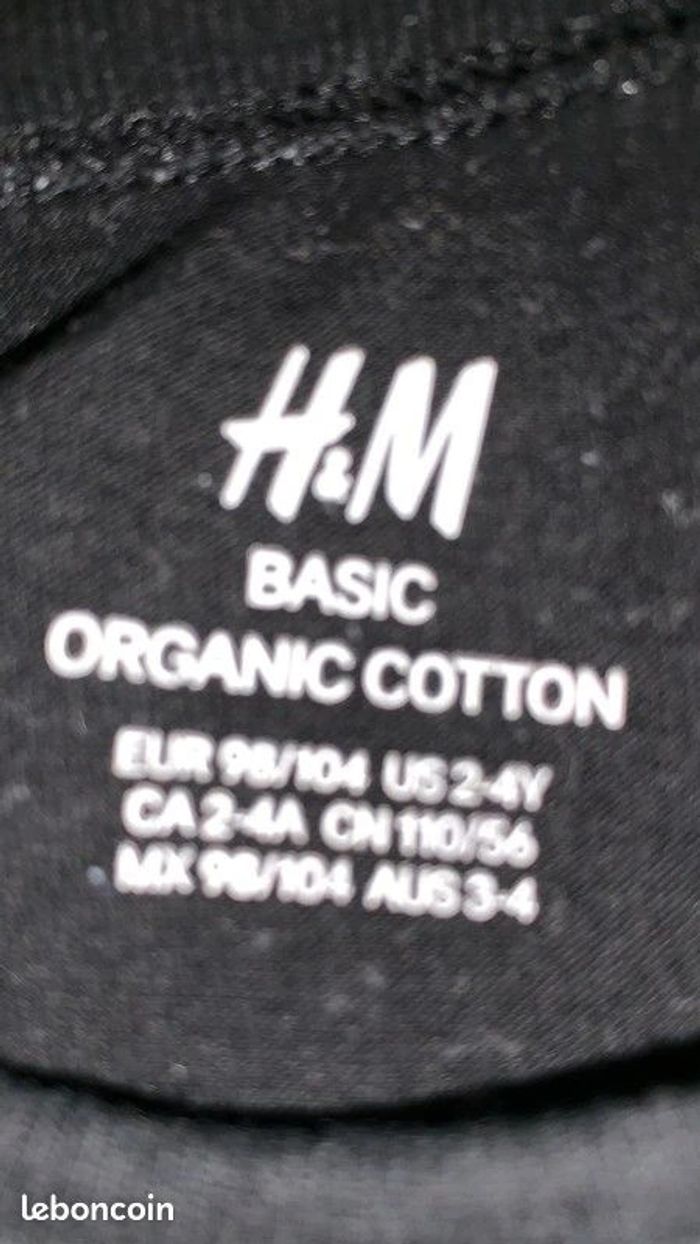 H&M
BASIC
ORGANIC COTTON
EUR 98/104 US 2-4Y
CA 2-4A CN 110/56
MX 98/104 AUS 3-4
leboncoin